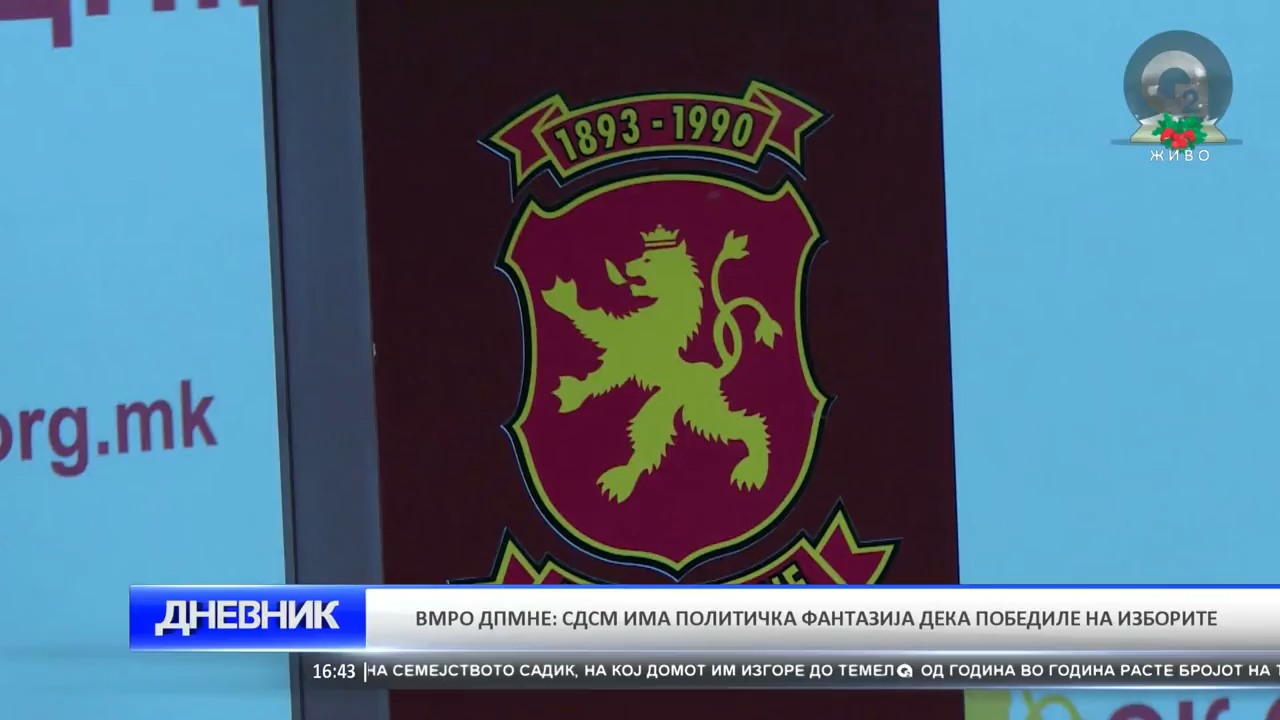 1893 - 1990
ЖИВО
org.mk
ДНЕВНИК
ВМРО ДПМНЕ: СДСМ ИМА ПОЛИТИЧКА ФАНТАЗИЈА ДЕКА ПОБЕДИЛЕ НА ИЗБОРИТЕ
16:43 НА СЕМЕЈСТВОТО САДИК, НА КОЈ ДОМОТ ИМ ИЗГОРЕ ДО ТЕМЕЛ ОД ГОДИНА ВО ГОДИНА РАСТЕ БРОЈОТ НА